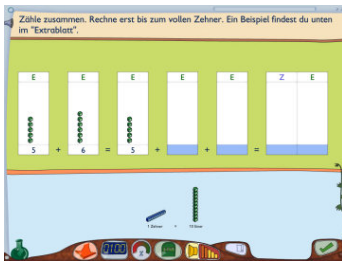 Zähle zusammen. Rechne erst bis zum vollen Zehner. Ein Beispiel findest du unten
im "Extrablatt".
E E E E E Z E
5 + 6 = 5 + + =
1 Zehner = 10 Einer